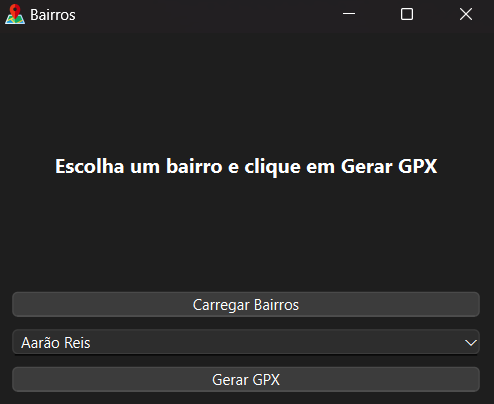 Bairros
Escolha um bairro e clique em Gerar GPX
Carregar Bairros
Aarão Reis
Gerar GPX